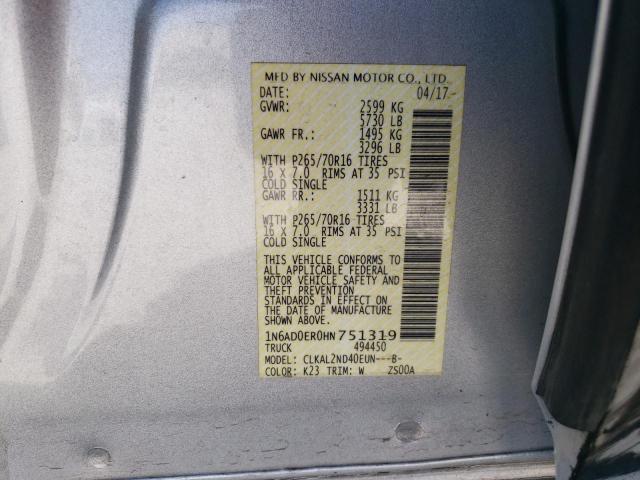 MFD BY NISSAN MOTOR CO., LTD.
DATE: 04/17
GVWR: 2599 KG
5730 LB
GAWR FR.: 1495 KG
3296 LB
WITH P265/70R16 TIRES
16 X 7.0 RIMS AT 35 PSI
COLD SINGLE
GAWR RR.: 1511 KG
3331 LB
WITH P265/70R16 TIRES
16 X 7.0 RIMS AT 35 PSI
COLD SINGLE
THIS VEHICLE CONFORMS TO
ALL APPLICABLE FEDERAL
MOTOR VEHICLE SAFETY AND
THEFT PREVENTION
STANDARDS IN EFFECT ON
THE DATE OF MANUFACTURE
SHOWN ABOVE.
1N6AD0ER0HN751319
TRUCK 494450
MODEL: CLKAL2ND40EUN---B-
COLOR: K23 TRIM: W ZS00A